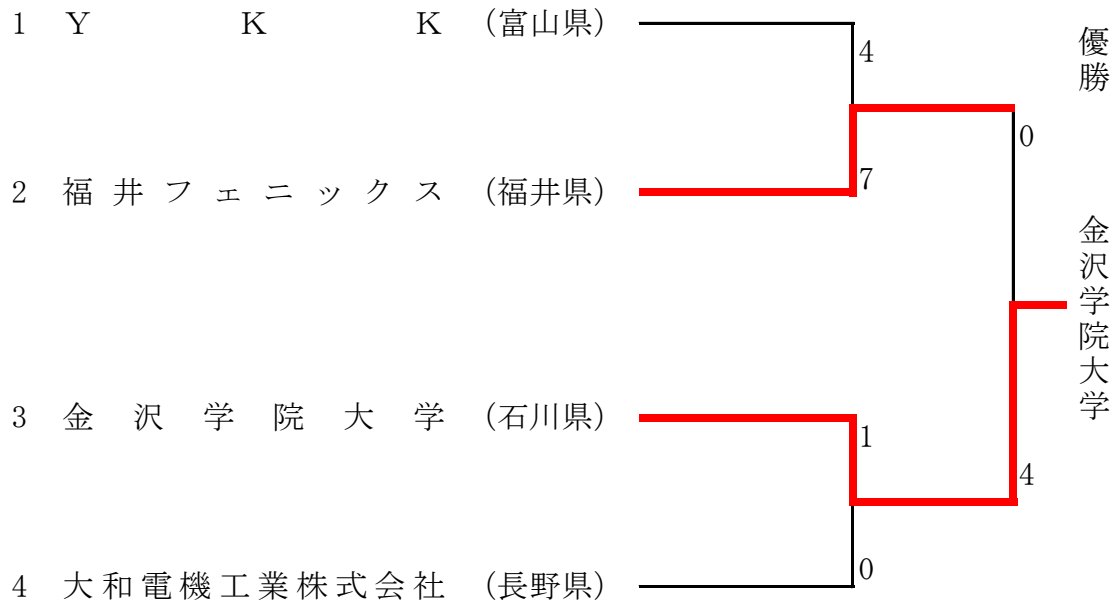 1 YKK (富山県)
4
優勝
0
2 福井フェニックス (福井県)
7
金沢学院大学
3 金沢学院大学 (石川県)
1
4
4 大和電機工業株式会社 (長野県)
0